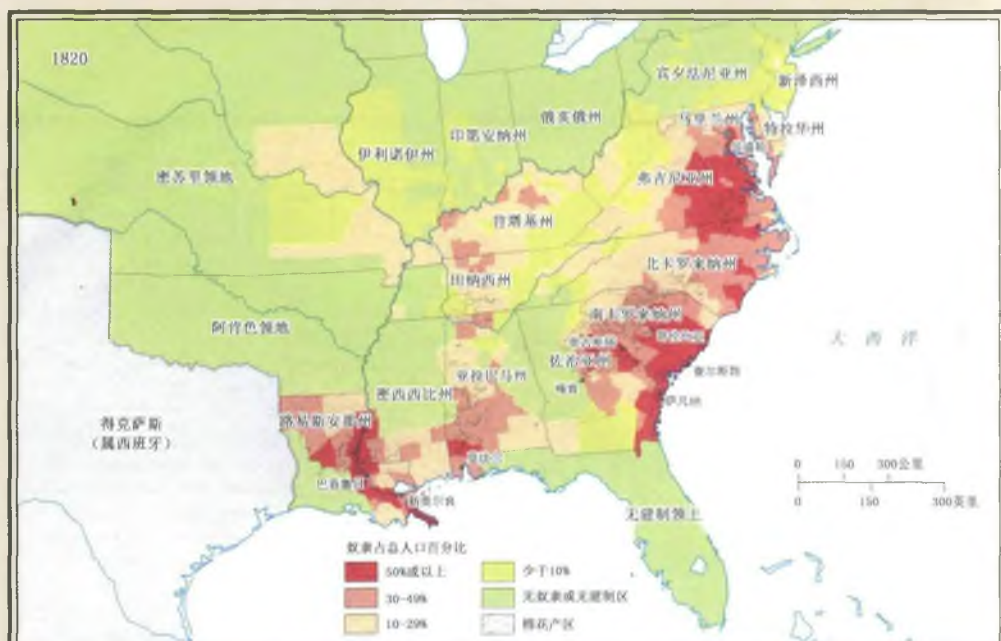 1820
宾夕法尼亚州
新泽西州
俄亥俄州
印第安纳州
伊利诺伊州
马里兰州
特拉华州
密苏里领地
弗吉尼亚州
肯塔基州
北卡罗来纳州
田纳西州
南卡罗来纳州
阿肯色领地
奥古斯塔
佐治亚州
大西洋
亚拉巴马州
密西西比州
查尔斯顿
萨凡纳
得克萨斯
(属西班牙)
路易斯安那州
0 150 300公里
0 150 300英里
新奥尔良
无建制领土
奴隶占总人口百分比
50%或以上
少于10%
30-49%
无奴隶或无建制区
10-29%
棉花产区